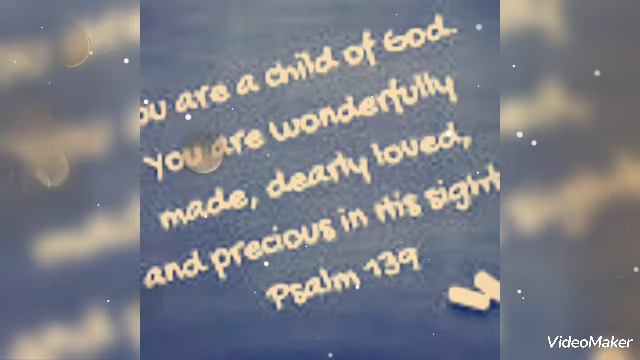 ou are a child of God.
You are wonderfully
made, dearly loved,
and precious in His sight
Psalm 139
VideoMaker